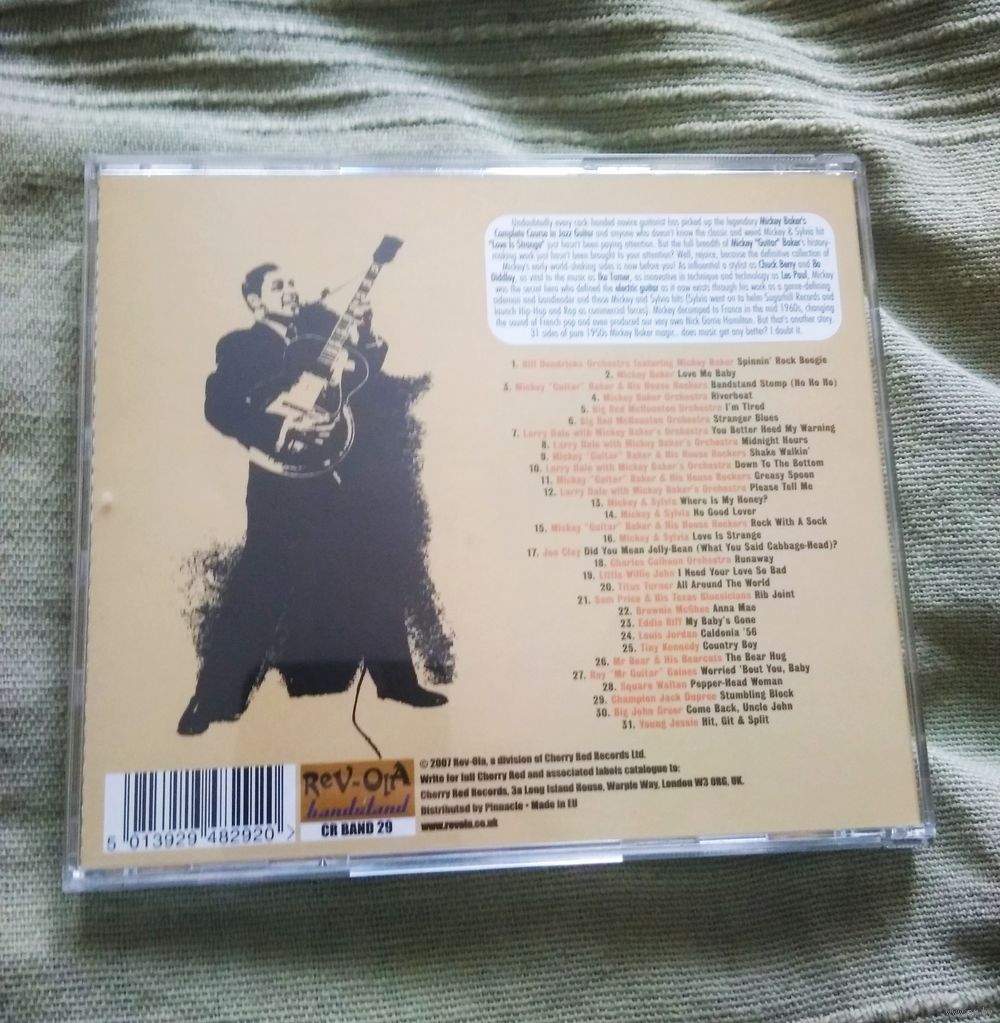 Undoubtedly every rock handed novice guitarist has picked up the legendary Mickey Baker's
Complete Course in Jazz Guitar and anyone who doesn't know the classic and weird Mickey & Sylvia hit
"Love Is Strange" just hasn't been paying attention. But the full breadth of Mickey "Guitar" Baker's history-
making work just hasn't been brought to your attention? Well, rejoice, because the definitive collection of
Mickey's early world-shaking sides is now before you! As influential a stylist as Chuck Berry and Bo
Diddley, as vital to the music as Ike Turner, as innovative in technique and technology as Les Paul, Mickey
was the secret hero who defined the electric guitar as it now exists through his work as a genre-defining
sideman and bandleader and those Mickey and Sylvia hits (Sylvia went on to helm Sugarhill Records and
launch Hip-Hop and Rap as commercial forces). Mickey decamped to France in the mid 1960s, changing
the sound of French pop and even produced our very own Nick Garrie Hamilton. But that's another story.
31 sides of pure 1950s Mickey Baker magic... does music get any better? I doubt it.
1. Bill Hendricks Orchestra featuring Mickey Baker Spinnin' Rock Boogie
2. Mickey Baker Love Me Baby
3. Mickey "Guitar" Baker & His House Rockers Bandstand Stomp (Ho Ho Ho)
4. Mickey Baker Orchestra Riverboat
5. Big Red McHouston Orchestra I'm Tired
6. Big Red McHouston Orchestra Stranger Blues
7. Larry Dale with Mickey Baker's Orchestra You Better Heed My Warning
8. Larry Dale with Mickey Baker's Orchestra Midnight Hours
9. Mickey "Guitar" Baker & His House Rockers Shake Walkin'
10. Larry Dale with Mickey Baker's Orchestra Down To The Bottom
11. Mickey "Guitar" Baker & His House Rockers Greasy Spoon
12. Larry Dale with Mickey Baker's Orchestra Please Tell Me
13. Mickey & Sylvia Where Is My Honey?
14. Mickey & Sylvia No Good Lover
15. Mickey "Guitar" Baker & His House Rockers Rock With A Sock
16. Mickey & Sylvia Love Is Strange
17. Joe Clay Did You Mean Jelly-Bean (What You Said Cabbage-Head)?
18. Charles Calhoun Orchestra Runaway
19. Little Willie John I Need Your Love So Bad
20. Titus Turner All Around The World
21. Sam Price & His Texas Bluesicians Rib Joint
22. Brownie McGhee Anna Mae
23. Eddie Riff My Baby's Gone
24. Louis Jordan Caldonia '56
25. Tiny Kennedy Country Boy
26. Mr Bear & His Bearcats The Bear Hug
27. Roy "Mr Guitar" Gaines Worried 'Bout You, Baby
28. Square Walton Pepper-Head Woman
29. Champion Jack Dupree Stumbling Block
30. Big John Greer Come Back, Uncle John
31. Young Jessie Hit, Git & Split
5 013929 482920 >
ReV-OlA
bandstand
CR BAND 29
© 2007 Rev-Ola, a division of Cherry Red Records Ltd.
Write for full Cherry Red and associated labels catalogue to:
Cherry Red Records, 3a Long Island House, Warple Way, London W3 0RG, UK.
Distributed by Pinnacle • Made in EU
www.revola.co.uk